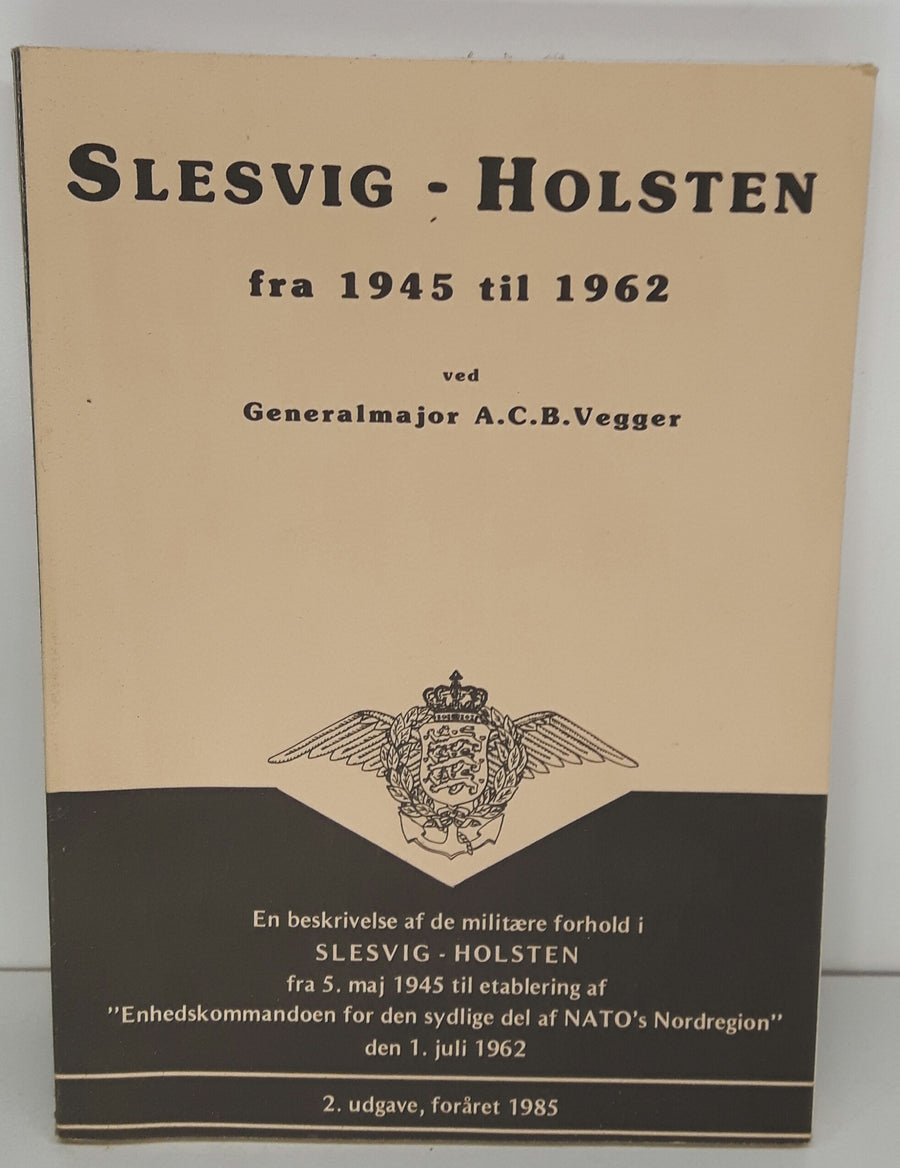 SLESVIG - HOLSTEN
fra 1945 til 1962
ved
Generalmajor A.C.B.Vegger
En beskrivelse af de militære forhold i
SLESVIG - HOLSTEN
fra 5. maj 1945 til etablering af
"Enhedskommandoen for den sydlige del af NATO's Nordregion"
den 1. juli 1962
2. udgave, foråret 1985